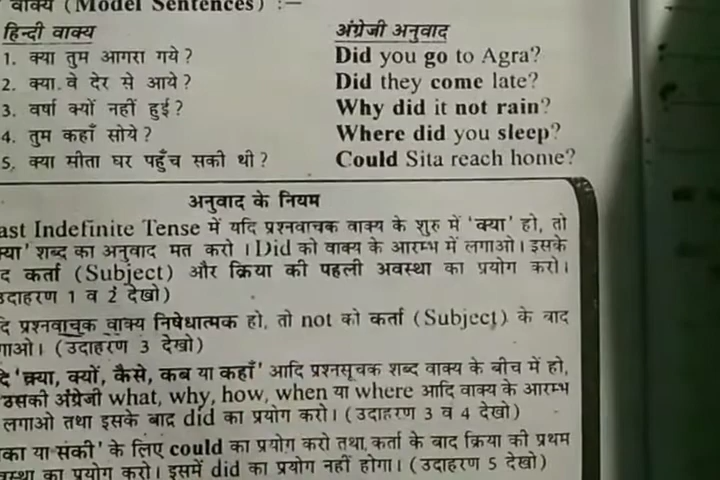 वाक्य (Model Sentences) :—
हिन्दी वाक्य अंग्रेजी अनुवाद
1. क्या तुम आगरा गये? Did you go to Agra?
2. क्या वे देर से आये? Did they come late?
3. वर्षा क्यों नहीं हुई? Why did it not rain?
4. तुम कहाँ सोये? Where did you sleep?
5. क्या सीता घर पहुँच सकी थी? Could Sita reach home?
अनुवाद के नियम
ast Indefinite Tense में यदि प्रश्नवाचक वाक्य के शुरु में 'क्या' हो, तो
क्या' शब्द का अनुवाद मत करो । Did को वाक्य के आरम्भ में लगाओ। इसके
द कर्ता (Subject) और क्रिया की पहली अवस्था का प्रयोग करो।
उदाहरण 1 व 2 देखो)
दि प्रश्नवाचक वाक्य निषेधात्मक हो, तो not को कर्ता (Subject) के बाद
गाओ। (उदाहरण 3 देखो)
दि 'क्या, क्यों, कैसे, कब या कहाँ' आदि प्रश्नसूचक शब्द वाक्य के बीच में हो,
उसकी अंग्रेजी what, why, how, when या where आदि वाक्य के आरम्भ
लगाओ तथा इसके बाद did का प्रयोग करो। (उदाहरण 3 व 4 देखो)
का या सकी' के लिए could का प्रयोग करो तथा कर्ता के बाद क्रिया की प्रथम
वस्था का प्रयोग करो। इसमें did का प्रयोग नहीं होगा। (उदाहरण 5 देखो)